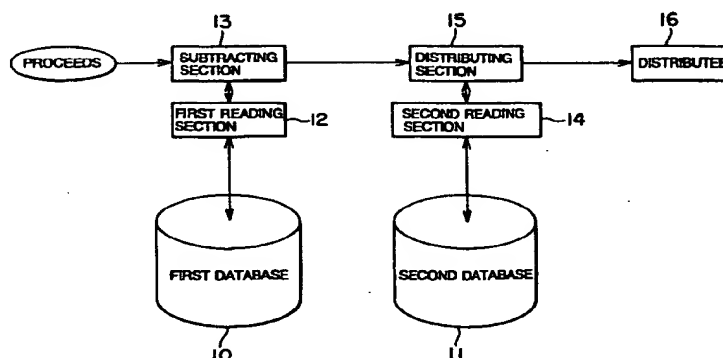 13
15
16
PROCEEDS
SUBTRACTING
SECTION
DISTRIBUTING
SECTION
DISTRIBUTEE
FIRST READING
SECTION
12
SECOND READING
SECTION
14
FIRST DATABASE
SECOND DATABASE
10
11